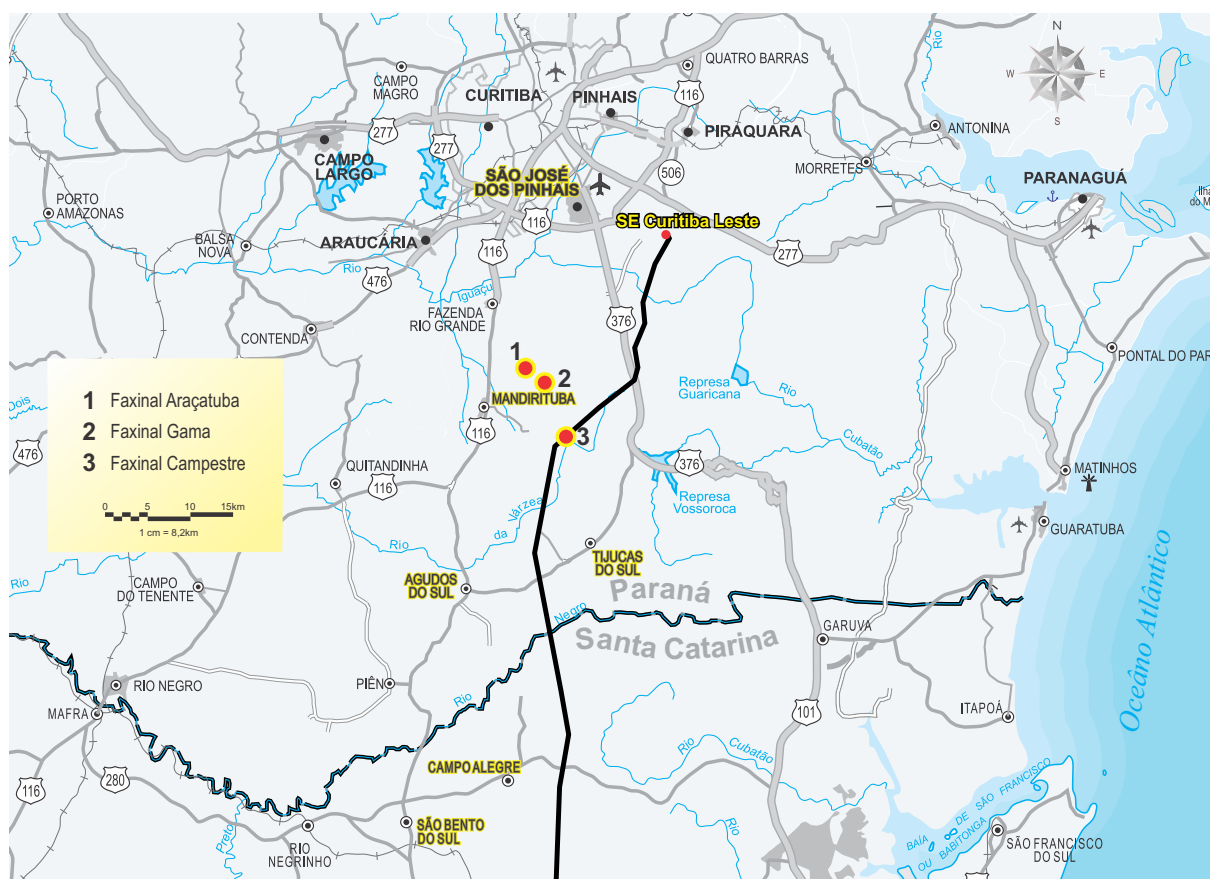 N
W
E
S
QUATRO BARRAS
CAMPO
MAGRO
CURITIBA
PINHAIS
116
277
277
PIRAQUARA
ANTONINA
Rio
CAMPO
LARGO
MORRETES
SÃO JOSÉ
DOS PINHAIS
506
PARANAGUÁ
PORTO
AMAZONAS
116
SE Curitiba Leste
BALSA
NOVA
ARAUCÁRIA
116
277
Rio
476
Iguaçu
FAZENDA
RIO GRANDE
376
CONTENDA
1
2
MANDIRITUBA
PONTAL DO PAR
Represa
Guaricana
Rio
Cubatão
1 Faxinal Araçatuba
2 Faxinal Gama
3 Faxinal Campestre
0 5 10 15km
1 cm = 8,2km
Dois
476
116
3
QUITANDINHA
116
376
MATINHOS
Represa
Vossoroca
GUARATUBA
da Várzea
Rio
Rio
CAMPO
DO TENENTE
AGUDOS
DO SUL
TIJUCAS
DO SUL
Paraná
Negro
Santa Catarina
GARUVA
Oceâno Atlântico
RIO NEGRO
PIÊN
Rio
MAFRA
101
ITAPOÁ
Rio
Cubatão
116
280
CAMPO ALEGRE
Preto
SÃO BENTO
DO SUL
RIO
NEGRINHO
Rio
BAÍA DE SÃO FRANCISCO
OU BABITONGA
SÃO FRANCISCO
DO SUL